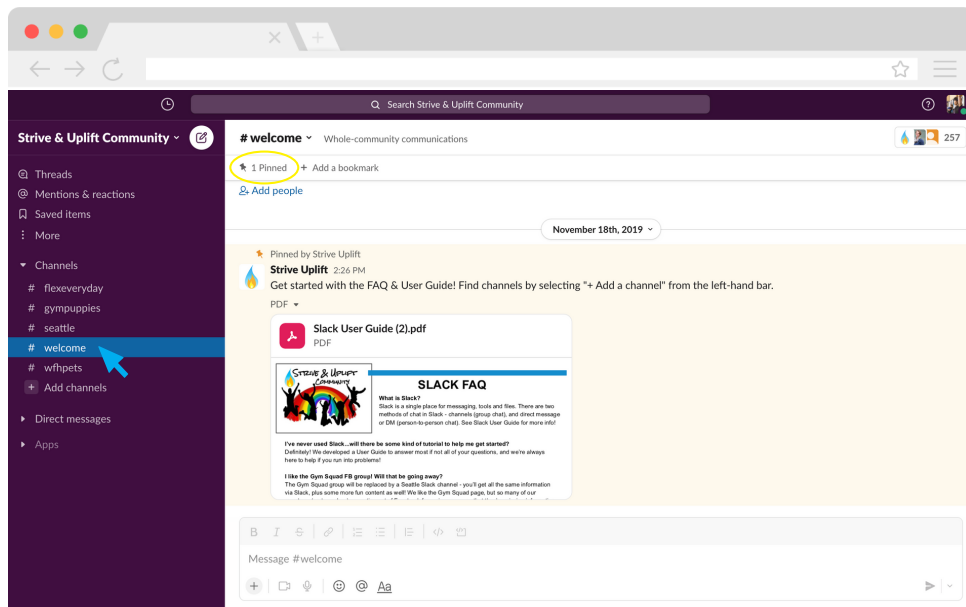 Search Strive & Uplift Community
Strive & Uplift Community
# welcome
Whole-community communications
257
1 Pinned
+ Add a bookmark
Threads
Mentions & reactions
Saved items
More
Channels
# flexeveryday
# gympuppies
# seattle
# welcome
# wfhpets
+ Add channels
Direct messages
Apps
Add people
November 18th, 2019
Pinned by Strive Uplift
Strive Uplift 2:26 PM
Get started with the FAQ & User Guide! Find channels by selecting "+ Add a channel" from the left-hand bar.
PDF
Slack User Guide (2).pdf
PDF
STRIVE & UPLIFT
COMMUNITY
SLACK FAQ
What is Slack?
Slack is a single place for messaging, tools and files. There are two
methods of chat in Slack - channels (group chat), and direct message
or DM (person-to-person chat). See Slack User Guide for more info!
I've never used Slack...will there be some kind of tutorial to help me get started?
Definitely! We developed a User Guide to answer most if not all of your questions, and we're always
here to help if you run into problems!
I like the Gym Squad FB group! Will that be going away?
The Gym Squad group will be replaced by a Seattle Slack channel - you'll get all the same information
via Slack, plus some more fun content as well! We like the Gym Squad page, but so many of our
B I S
Message #welcome
+ @ Aa